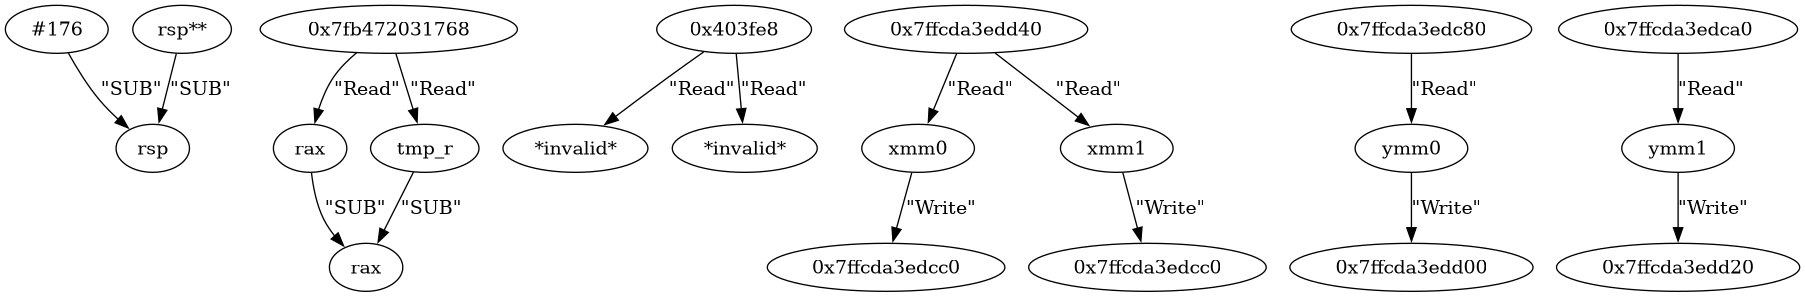 #176
rsp**
0x7fb472031768
0x403fe8
0x7ffcda3edd40
0x7ffcda3edc80
0x7ffcda3edca0
"SUB"
"SUB"
"Read"
"Read"
"Read"
"Read"
"Read"
"Read"
"Read"
"Read"
rsp
rax
tmp_r
*invalid*
*invalid*
xmm0
xmm1
ymm0
ymm1
"SUB"
"SUB"
"Write"
"Write"
"Write"
"Write"
rax
0x7ffcda3edcc0
0x7ffcda3edcc0
0x7ffcda3edd00
0x7ffcda3edd20